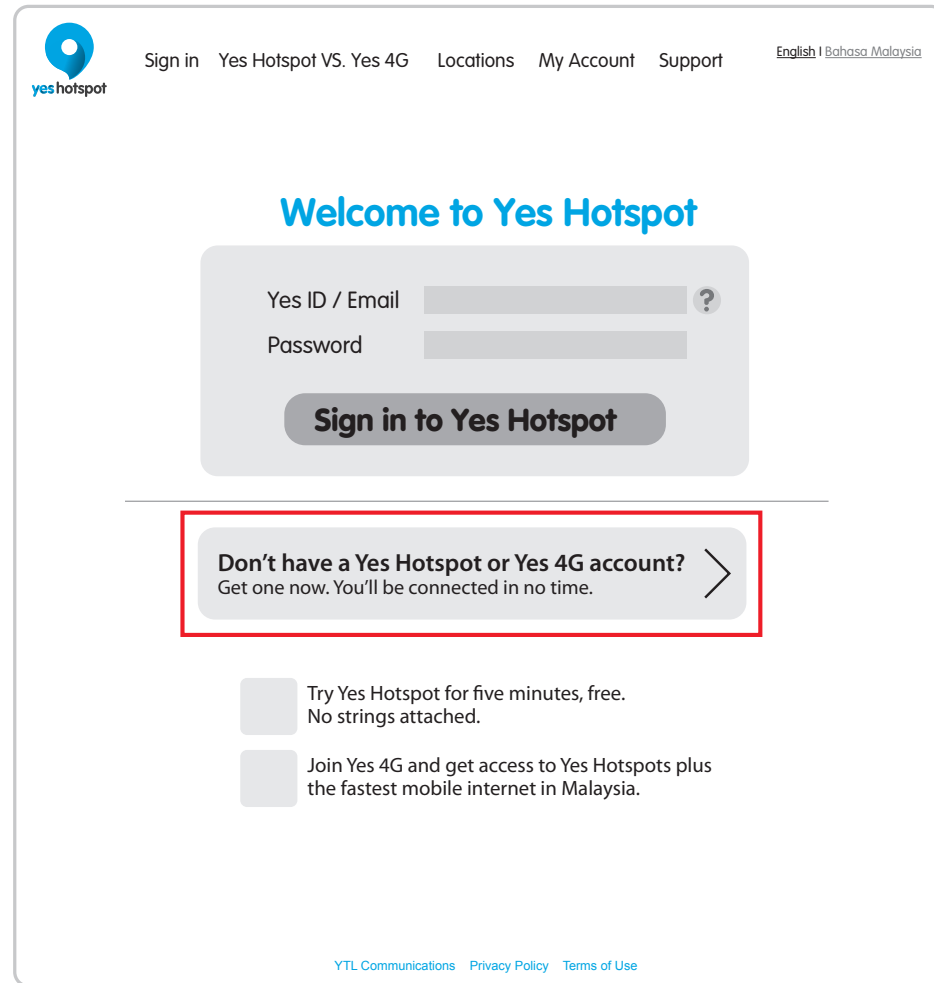 yes hotspot
Sign in Yes Hotspot VS. Yes 4G Locations My Account Support
English I Bahasa Malaysia
Welcome to Yes Hotspot
Yes ID / Email
?
Password
Sign in to Yes Hotspot
Don't have a Yes Hotspot or Yes 4G account?
Get one now. You'll be connected in no time.
Try Yes Hotspot for five minutes, free.
No strings attached.
Join Yes 4G and get access to Yes Hotspots plus
the fastest mobile internet in Malaysia.
YTL Communications Privacy Policy Terms of Use